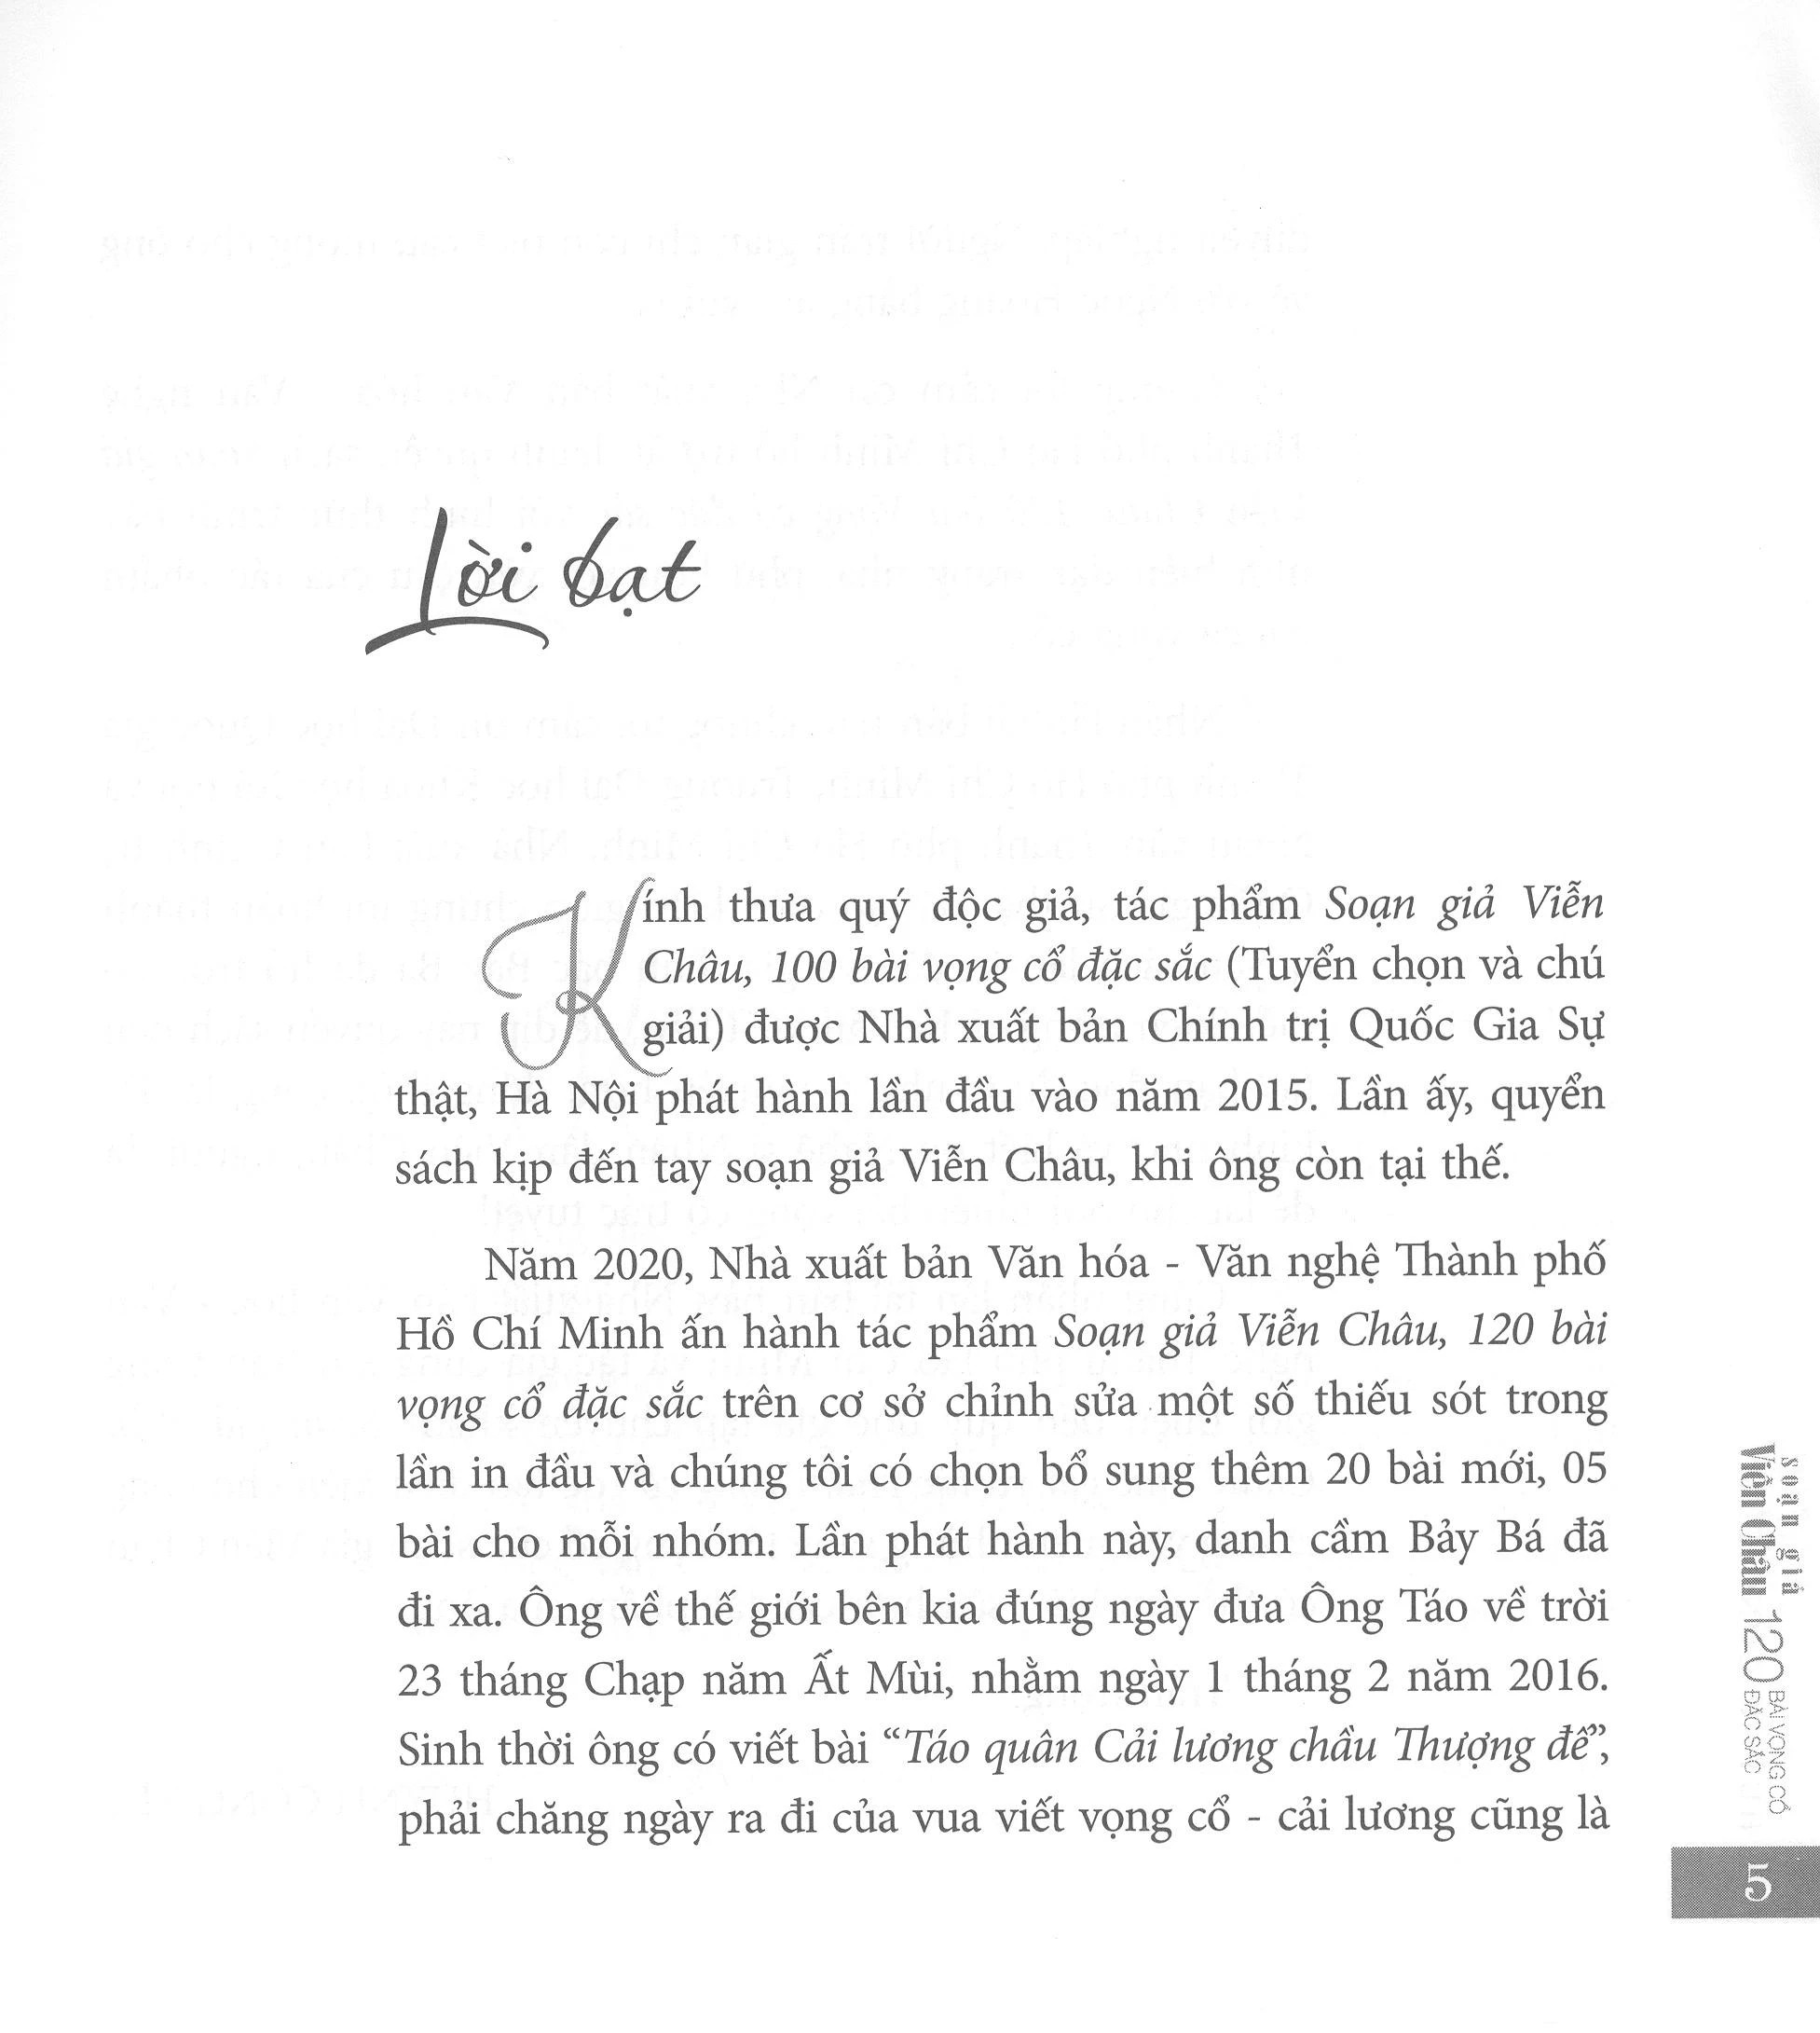 Lời bạt
Kính thưa quý độc giả, tác phẩm Soạn giả Viễn
Châu, 100 bài vọng cổ đặc sắc (Tuyển chọn và chú
giải) được Nhà xuất bản Chính trị Quốc Gia Sự
thật, Hà Nội phát hành lần đầu vào năm 2015. Lần ấy, quyển
sách kịp đến tay soạn giả Viễn Châu, khi ông còn tại thế.
Năm 2020, Nhà xuất bản Văn hóa - Văn nghệ Thành phố
Hồ Chí Minh ấn hành tác phẩm Soạn giả Viễn Châu, 120 bài
vọng cổ đặc sắc trên cơ sở chỉnh sửa một số thiếu sót trong
lần in đầu và chúng tôi có chọn bổ sung thêm 20 bài mới, 05
bài cho mỗi nhóm. Lần phát hành này, danh cầm Bảy Bá đã
đi xa. Ông về thế giới bên kia đúng ngày đưa Ông Táo về trời
23 tháng Chạp năm Ất Mùi, nhằm ngày 1 tháng 2 năm 2016.
Sinh thời ông có viết bài “Táo quân Cải lương chầu Thượng đế”,
phải chăng ngày ra đi của vua viết vọng cổ - cải lương cũng là
soạn giả
Viễn Châu
120
BÀI VỌNG CỔ
ĐẶC SẮC
5